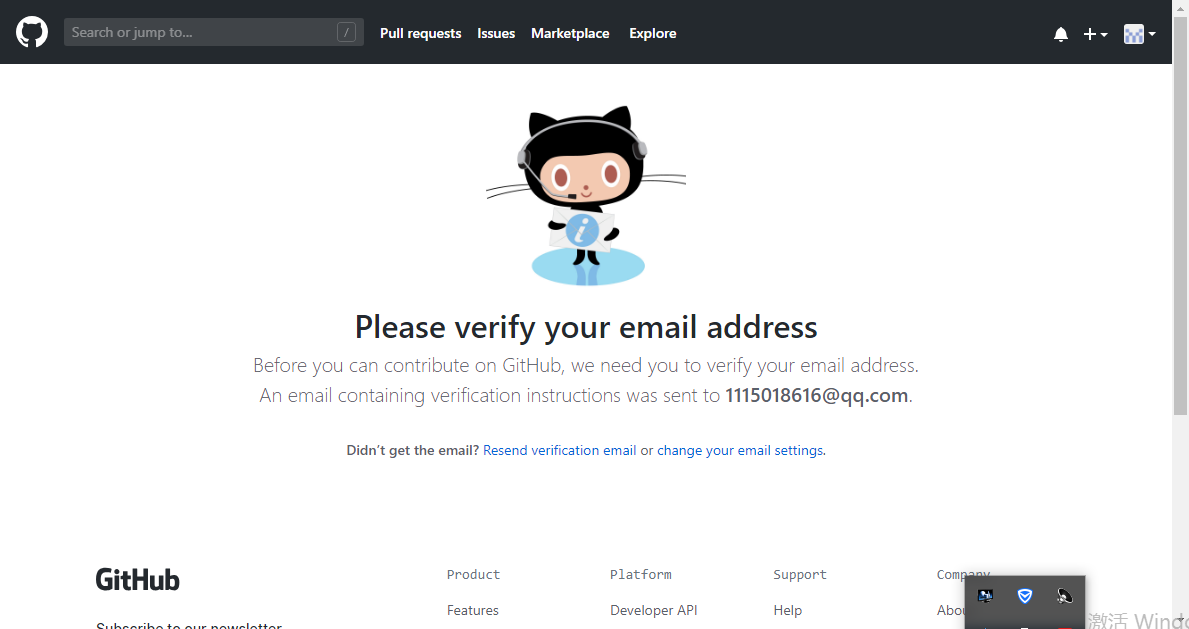 Search or jump to... / Pull requests Issues Marketplace Explore
i
Please verify your email address
Before you can contribute on GitHub, we need you to verify your email address.
An email containing verification instructions was sent to 1115018616@qq.com.
Didn't get the email? Resend verification email or change your email settings.
GitHub Product Platform Support Company
Features Developer API Help Abou
Subscribe to our newsletter
激活 Windo